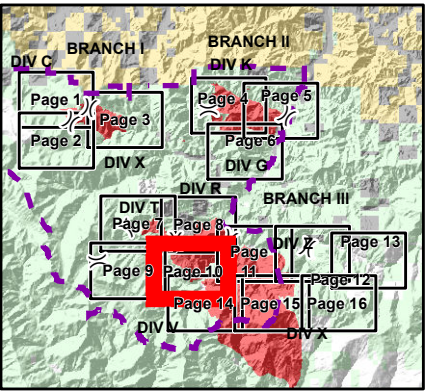 BRANCH I
BRANCH II
DIV C
DIV K
Page 1
Page 4
Page 5
Page 3
Page 2
Page 6
DIV X
DIV G
DIV R
BRANCH III
DIV T
Page 7
Page 8
DIV Z
Page 13
Page 9
Page 10
Page 11
Page 12
Page 14
Page 15
Page 16
DIV V
DIV X